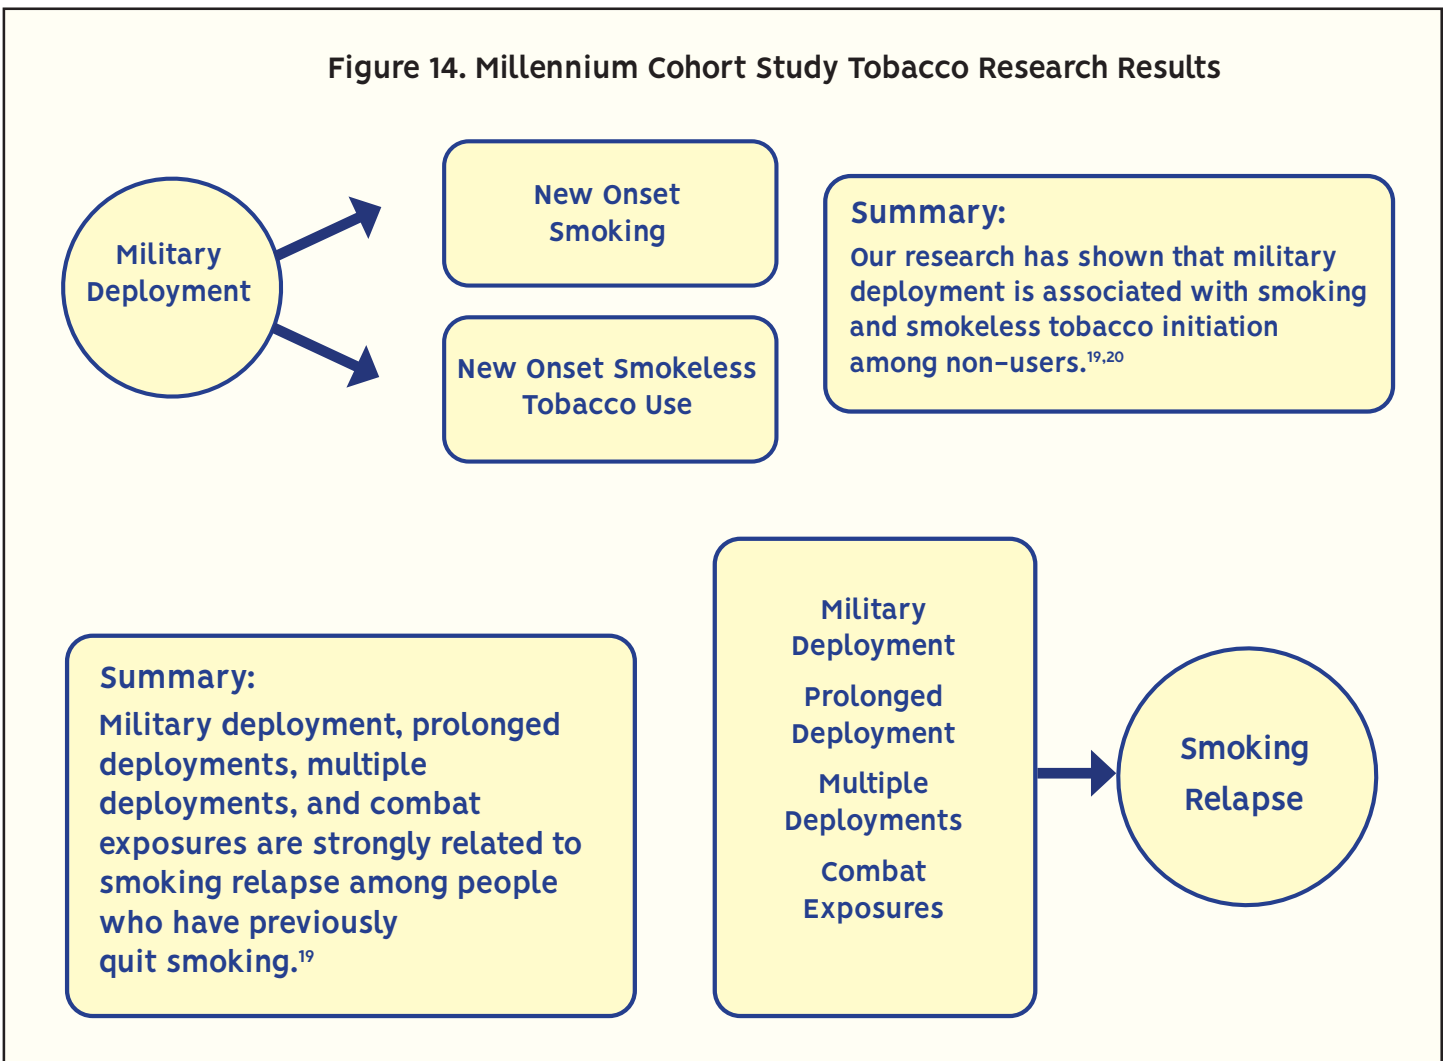 Figure 14. Millennium Cohort Study Tobacco Research Results
Military
Deployment
New Onset
Smoking
New Onset Smokeless
Tobacco Use
Summary:
Our research has shown that military
deployment is associated with smoking
and smokeless tobacco initiation
among non-users.19,20
Summary:
Military deployment, prolonged
deployments, multiple
deployments, and combat
exposures are strongly related to
smoking relapse among people
who have previously
quit smoking.19
Military
Deployment
Prolonged
Deployment
Multiple
Deployments
Combat
Exposures
Smoking
Relapse